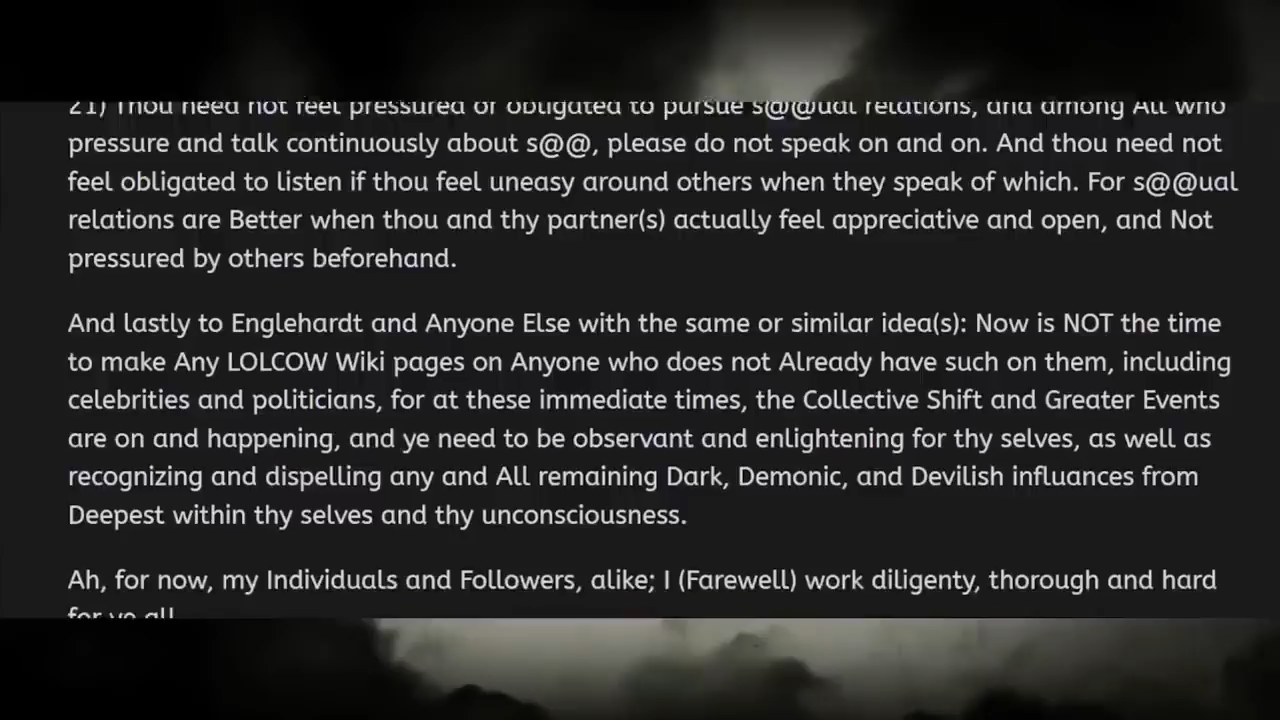 21) Thou need not feel pressured or obligated to pursue s@@ual relations, and among All who
pressure and talk continuously about s@@, please do not speak on and on. And thou need not
feel obligated to listen if thou feel uneasy around others when they speak of which. For s@@ual
relations are Better when thou and thy partner(s) actually feel appreciative and open, and Not
pressured by others beforehand.
And lastly to Englehardt and Anyone Else with the same or similar idea(s): Now is NOT the time
to make Any LOLCOW Wiki pages on Anyone who does not Already have such on them, including
celebrities and politicians, for at these immediate times, the Collective Shift and Greater Events
are on and happening, and ye need to be observant and enlightening for thy selves, as well as
recognizing and dispelling any and All remaining Dark, Demonic, and Devilish influences from
Deepest within thy selves and thy unconsciousness.
Ah, for now, my Individuals and Followers, alike; I (Farewell) work diligenty, thorough and hard
for ye all